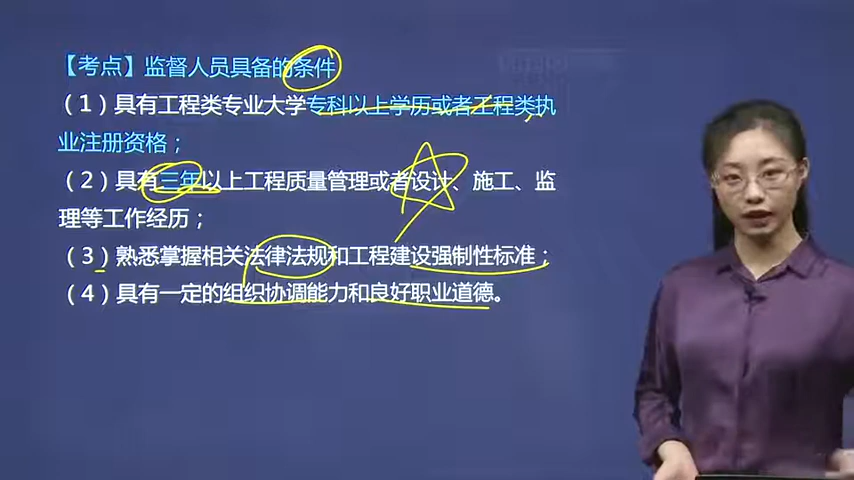 【考点】监督人员具备的条件
（1）具有工程类专业大学专科以上学历或者工程类执
业注册资格；
（2）具有三年以上工程质量管理或者设计、施工、监
理等工作经历；
（3）熟悉掌握相关法律法规和工程建设强制性标准；
（4）具有一定的组织协调能力和良好职业道德。